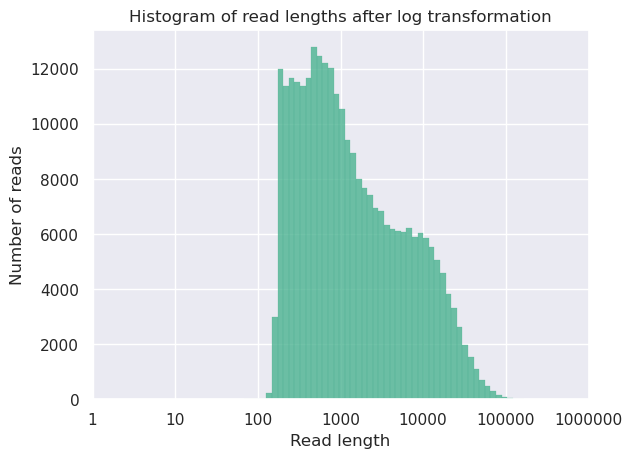 Histogram of read lengths after log transformation
Number of reads
12000
10000
8000
6000
4000
2000
0
1 10 100 1000 10000 100000 1000000
Read length